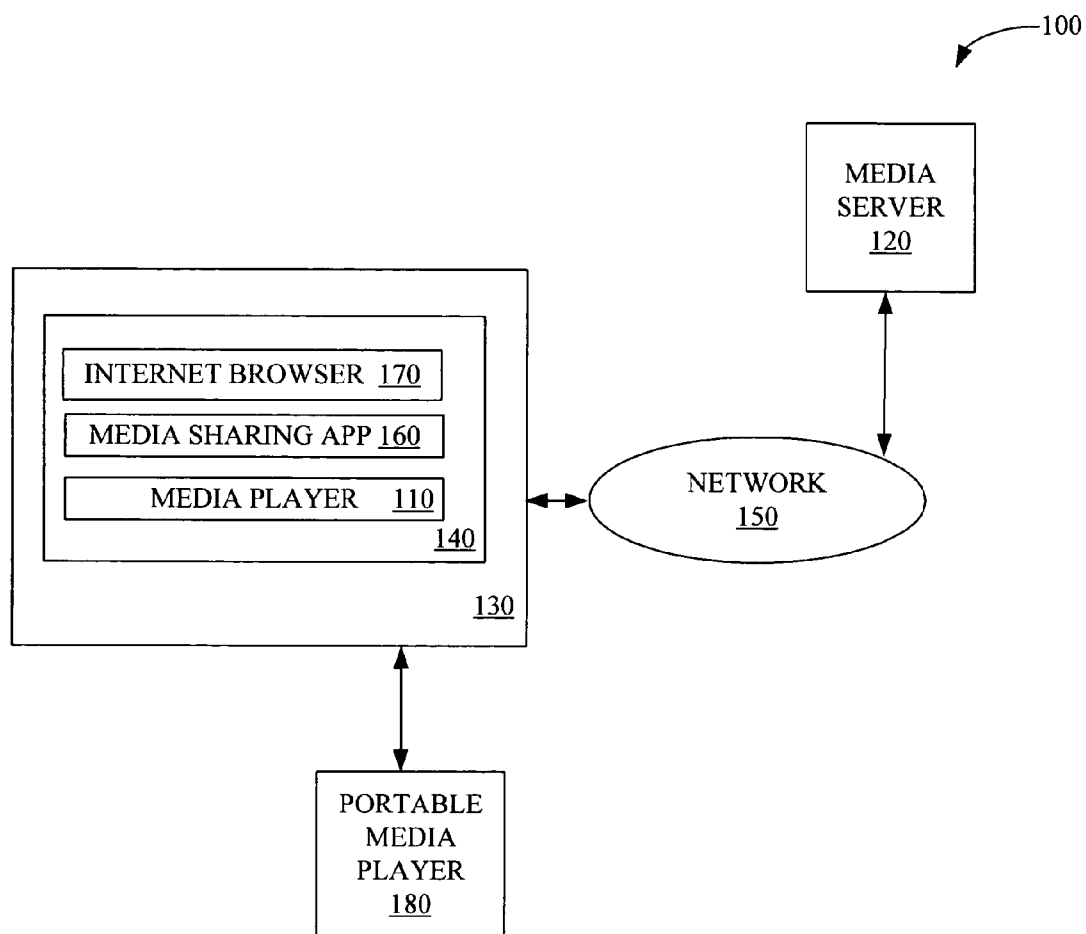 100
MEDIA
SERVER
120
INTERNET BROWSER 170
MEDIA SHARING APP 160
MEDIA PLAYER 110
140
130
NETWORK
150
PORTABLE
MEDIA
PLAYER
180